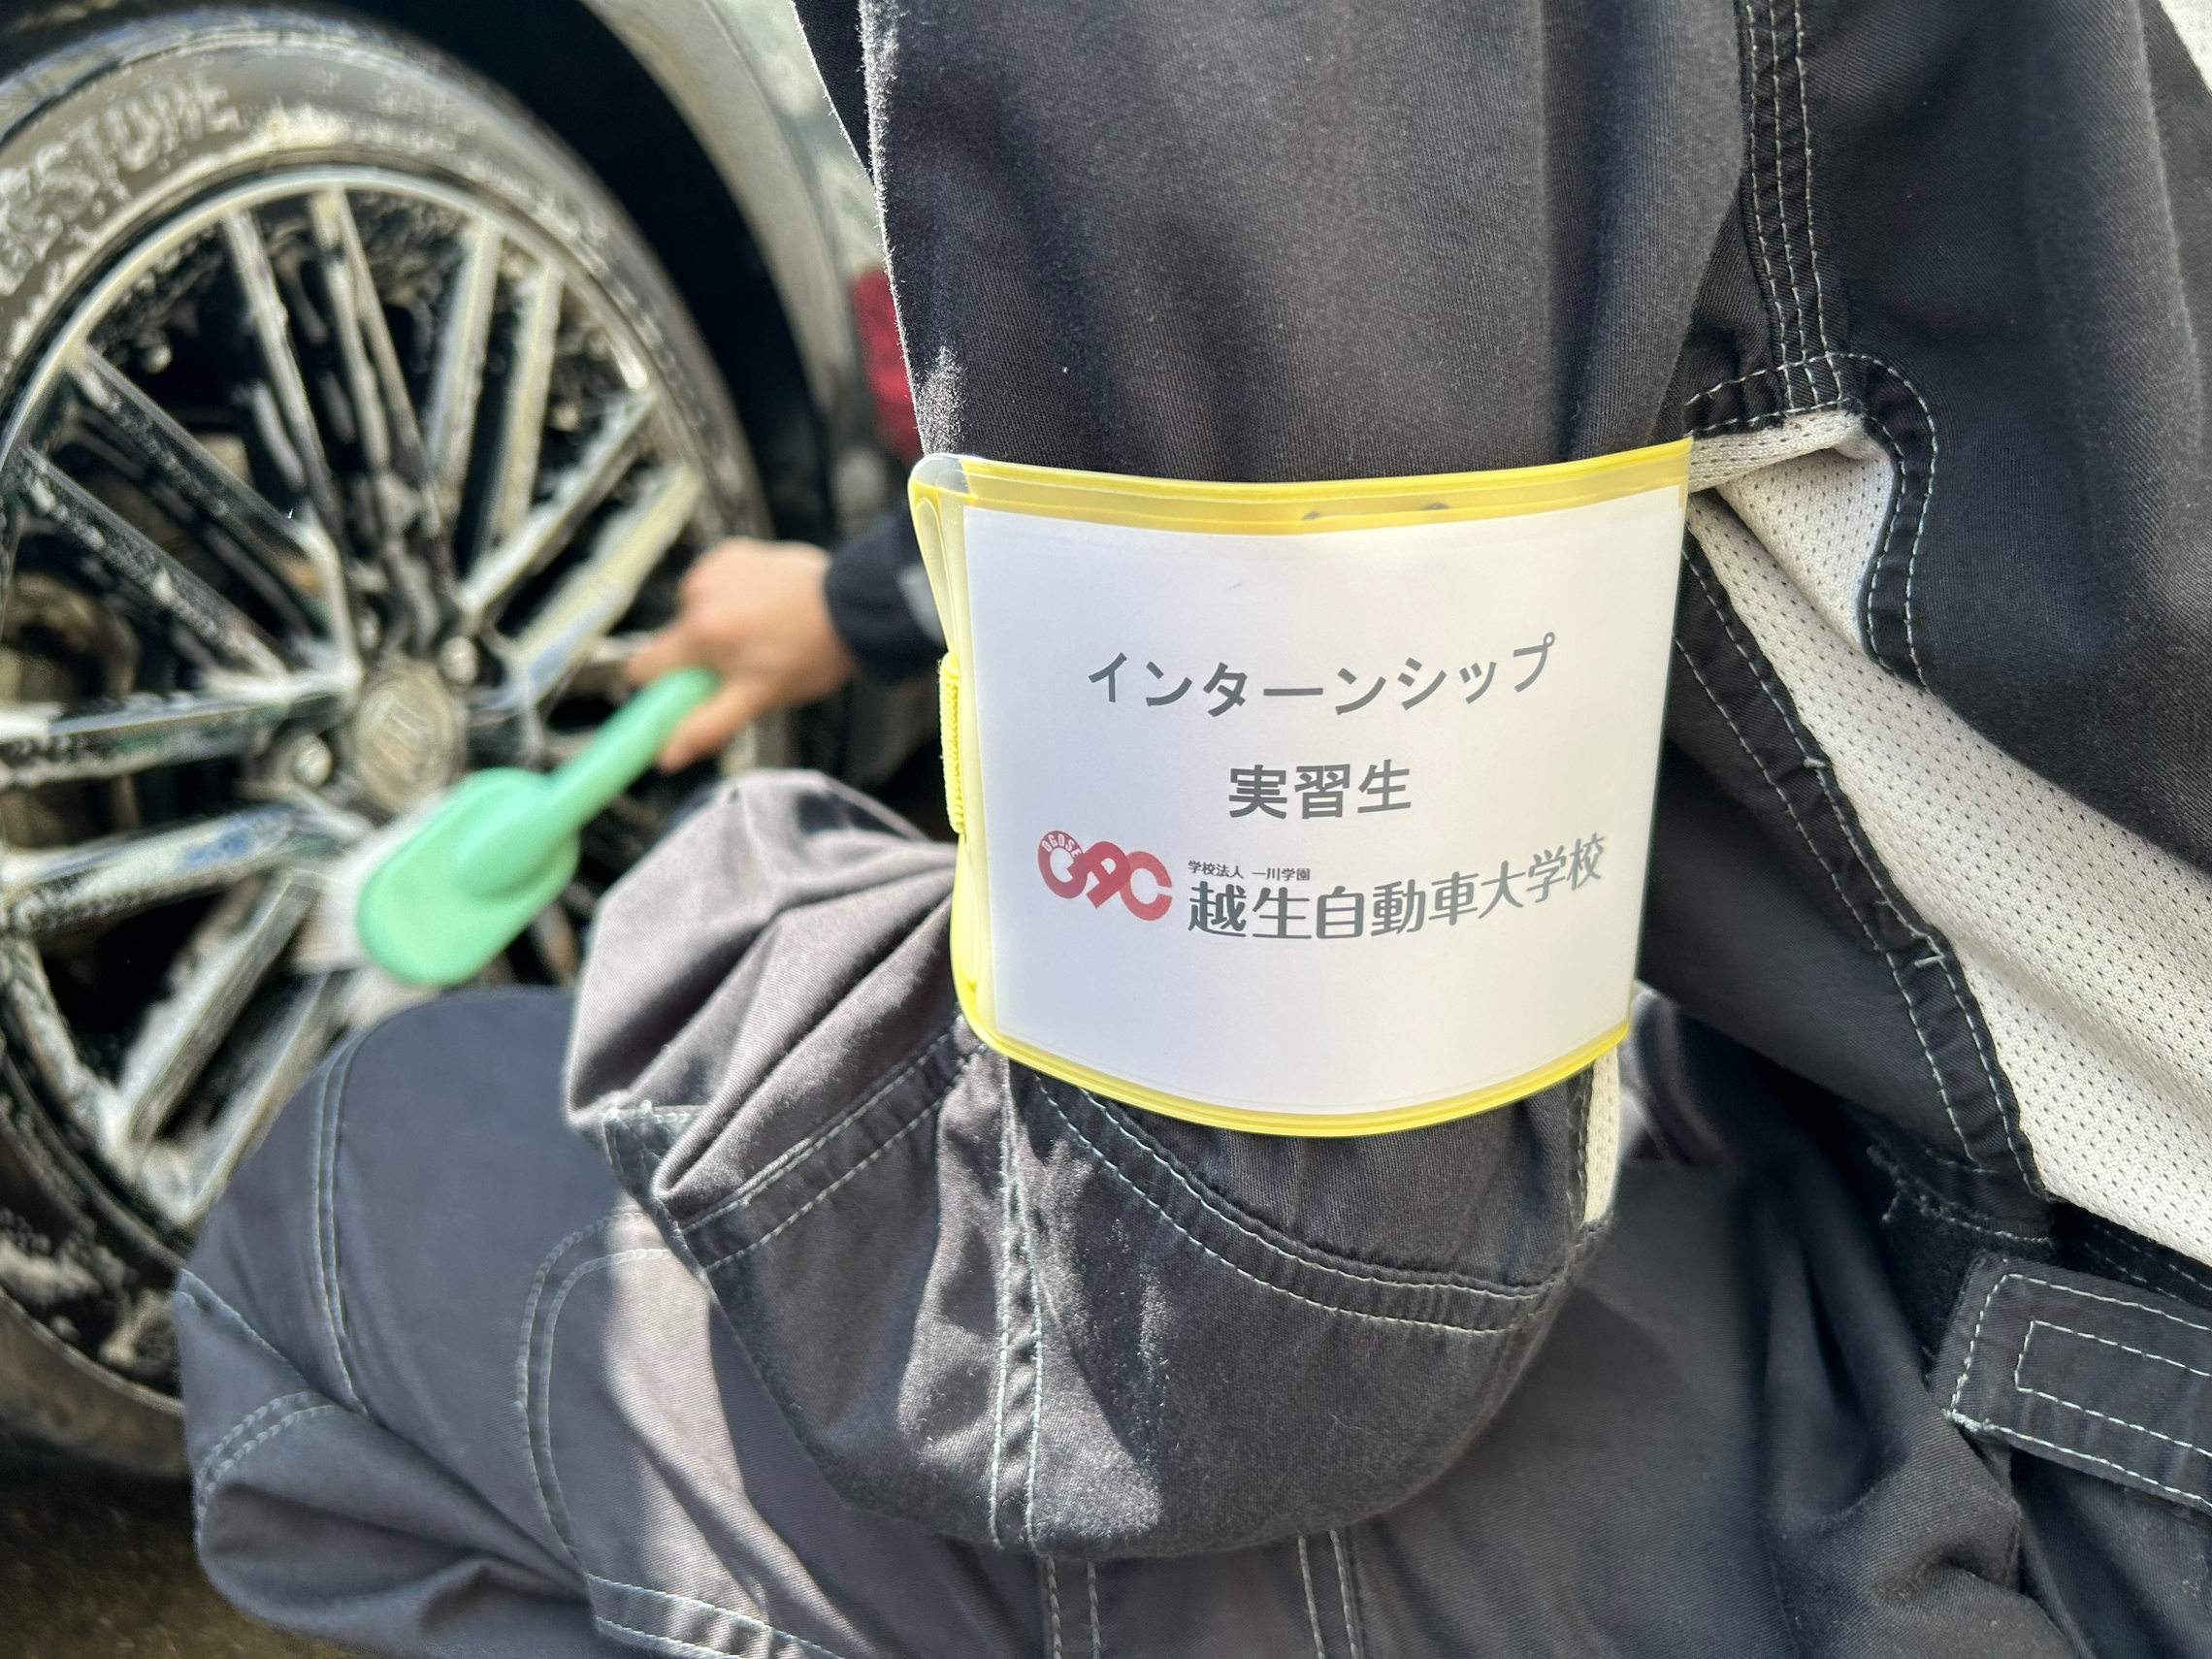 インターンシップ
実習生
OGOSE
学校法人 一川学園
越生自動車大学校